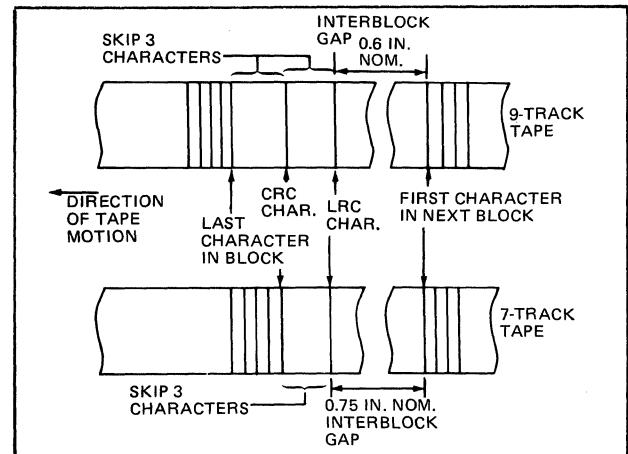 SKIP 3
CHARACTERS
INTERBLOCK
GAP
0.6 IN.
NOM.
9-TRACK
TAPE
DIRECTION
OF TAPE
MOTION
LAST
CHARACTER
IN BLOCK
CRC
CHAR.
LRC
CHAR.
FIRST CHARACTER
IN NEXT BLOCK
7-TRACK
TAPE
SKIP 3
CHARACTERS
0.75 IN. NOM.
INTERBLOCK
GAP